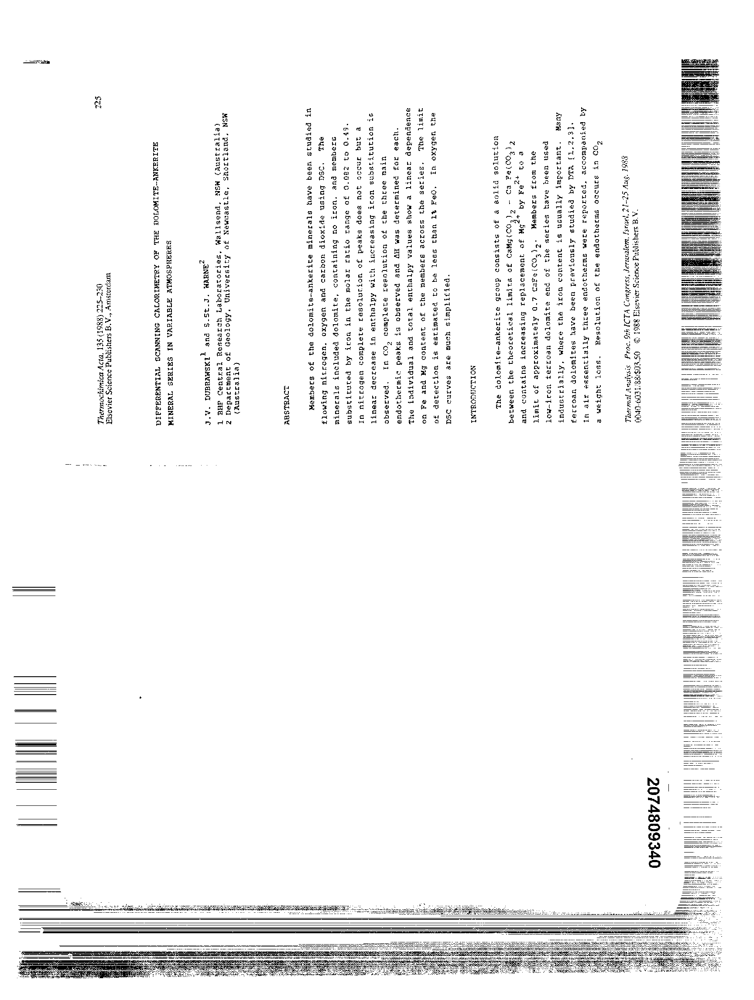 225
Thermochimica Acta, 135 (1988) 225-230
Elsevier Science Publishers B.V., Amsterdam
DIFFERENTIAL SCANNING CALORIMETRY OF THE DOLOMITE-ANKERITE
MINERAL SERIES IN VARIABLE ATMOSPHERES
J.V. DUBRAWSKI1 and S.St.J. WARNE2
1 BHP Central Research Laboratories, Wallsend, NSW (Australia)
2 Department of Geology, University of Newcastle, Shortland, NSW
(Australia)
ABSTRACT
Members of the dolomite-ankerite minerals have been studied in
flowing nitrogen, oxygen and carbon dioxide using DSC. The
minerals included dolomite, containing no iron, and members
substituted by iron in the molar ratio range of 0.082 to 0.49.
In nitrogen complete resolution of peaks does not occur but a
linear decrease in enthalpy with increasing iron substitution is
observed. In CO2 complete resolution of the three main
endothermic peaks is observed and ΔH was determined for each.
The individual and total enthalpy values show a linear dependence
on Fe and Mg content of the members across the series. The limit
of detection is estimated to be less than 1% FeO. In oxygen the
DSC curves are much simplified.
INTRODUCTION
The dolomite-ankerite group consists of a solid solution
between the theoretical limits of CaMg(CO3)2 - Ca Fe(CO3)2
and contains increasing replacement of Mg2+ by Fe2+ to a
limit of approximately 0.7 CaFe(CO3)2. Members from the
low-iron ferroan dolomite end of the series have been used
industrially, where the iron content is usually important. Many
ferroan dolomites have been previously studied by DTA [1,2,3].
In air essentially three endotherms were reported, accompanied by
a weight loss. Resolution of the endotherms occurs in CO2
Thermal Analysis Proc. 9th ICTA Congress, Jerusalem, Israel, 21-25 Aug. 1988
0040-6031/88/$03.50 © 1988 Elsevier Science Publishers B.V.
2074809340